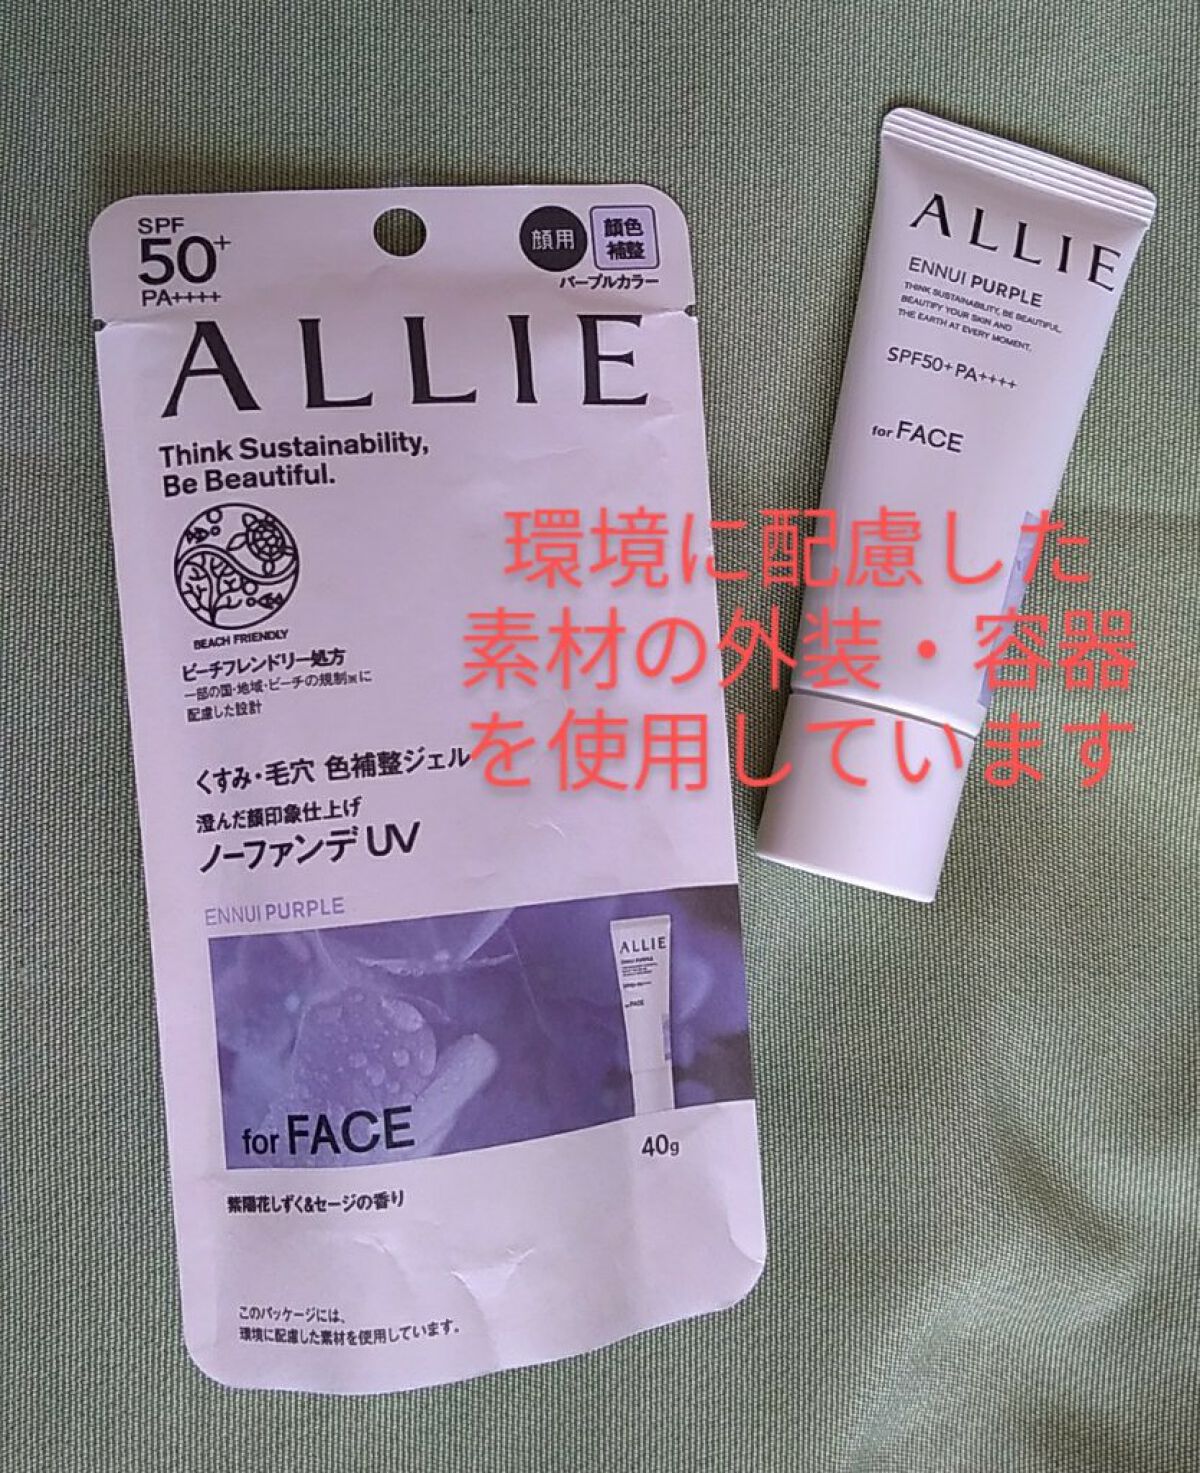 SPF
50+
PA++++
顔用
顔色
補整
パープルカラー
ALLIE
Think Sustainability,
Be Beautiful.
BEACH FRIENDLY
ビーチフレンドリー処方
一部の国・地域・ビーチの規制※に
配慮した設計
くすみ・毛穴 色補整ジェル
澄んだ顔印象仕上げ
ノーファンデUV
ENNUI PURPLE
ALLIE
ENNUI PURPLE
for FACE
for FACE
40g
紫陽花しずく&セージの香り
このパッケージには、
環境に配慮した素材を使用しています。
ALLIE
ENNUI PURPLE
THINK SUSTAINABILITY, BE BEAUTIFUL.
BEAUTIFY YOUR SKIN AND
THE EARTH AT EVERY MOMENT.
SPF50+PA++++
for FACE
環境に配慮した
素材の外装・容器
を使用しています